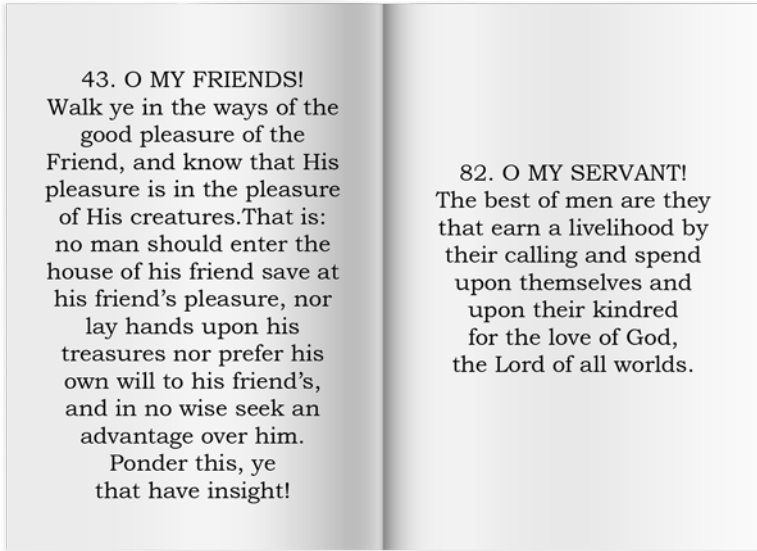 43. O MY FRIENDS!
Walk ye in the ways of the
good pleasure of the
Friend, and know that His
pleasure is in the pleasure
of His creatures.That is:
no man should enter the
house of his friend save at
his friend’s pleasure, nor
lay hands upon his
treasures nor prefer his
own will to his friend’s,
and in no wise seek an
advantage over him.
Ponder this, ye
that have insight!
82. O MY SERVANT!
The best of men are they
that earn a livelihood by
their calling and spend
upon themselves and
upon their kindred
for the love of God,
the Lord of all worlds.